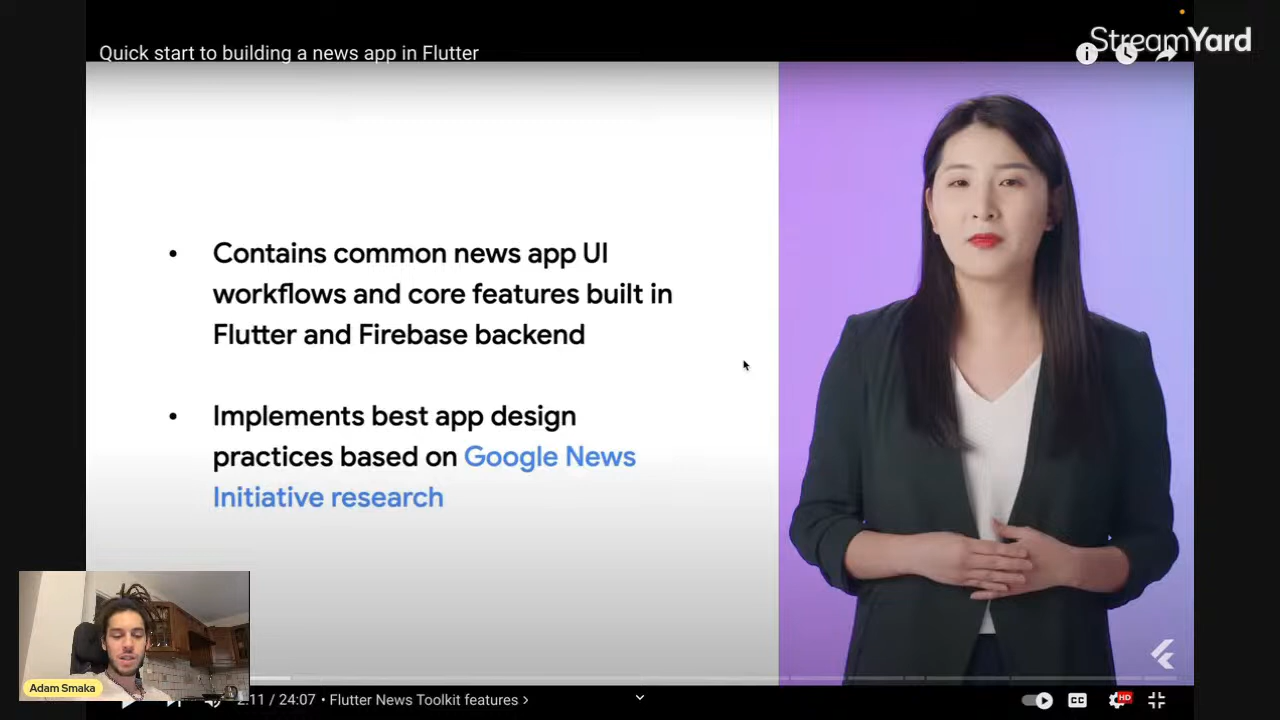 StreamYard
Quick start to building a news app in Flutter
• Contains common news app UI
workflows and core features built in
Flutter and Firebase backend
• Implements best app design
practices based on Google News
Initiative research
Adam Smaka
2:11 / 24:07 • Flutter News Toolkit features >
CC
HD